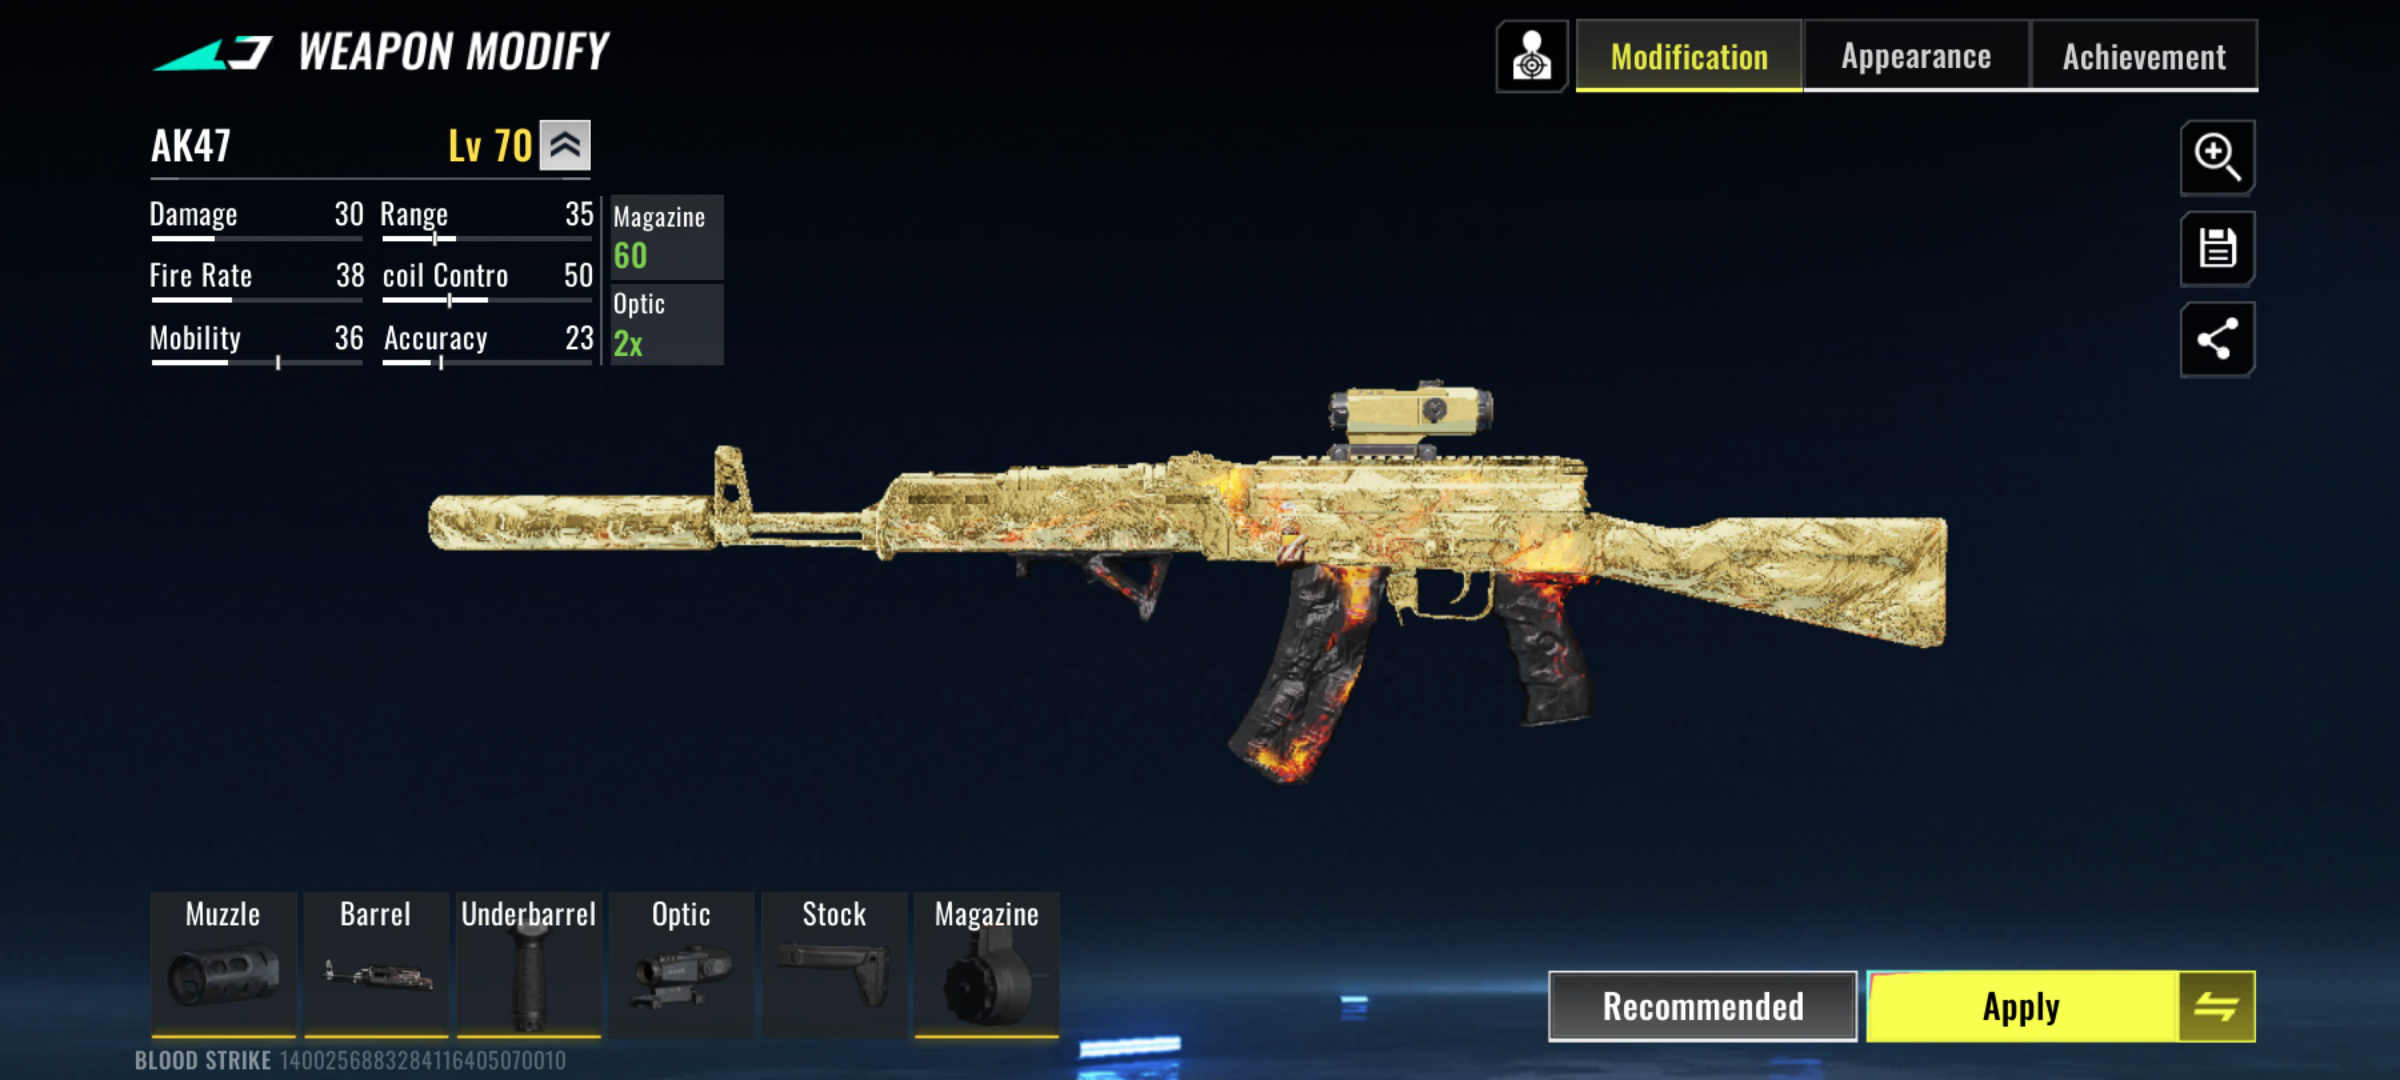 WEAPON MODIFY
Modification
Appearance
Achievement
AK47
Lv 70
Damage 30
Range 35
Fire Rate 38
coil Contro 50
Mobility 36
Accuracy 23
Magazine
60
Optic
2x
Muzzle
Barrel
Underbarrel
Optic
Stock
Magazine
Recommended
Apply
BLOOD STRIKE 1400256883284116405070010